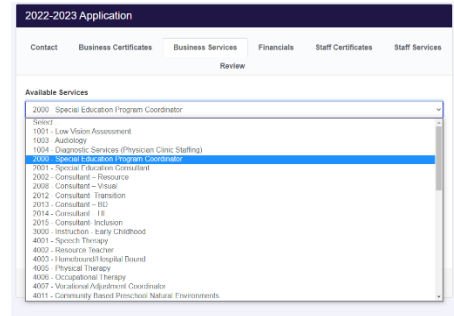 2022-2023 Application
Contact Business Certificates Business Services Financials Staff Certificates Staff Services
Review
Available Services
2000 - Special Education Program Coordinator
Select
1001 - Low Vision Assessment
1003 - Audiology
1004 - Diagnostic Services (Physician Clinic Staffing)
2000 - Special Education Program Coordinator
2001 - Special Education Consultant
2002 - Consultant – Resource
2008 - Consultant – Visual
2012 - Consultant- Transition
2013 - Consultant – BD
2014 - Consultant -
2015 - Consultant- Inclusion
3000 - Instruction - Early Childhood
4001 - Speech Therapy
4002 - Resource Teacher
4003 - Homebound/Hospital Bound
4005 - Physical Therapy
4006 - Occupational Therapy
4007 - Vocational Adjustment Coordinator
4011 - Community Based Preschool Natural Environments